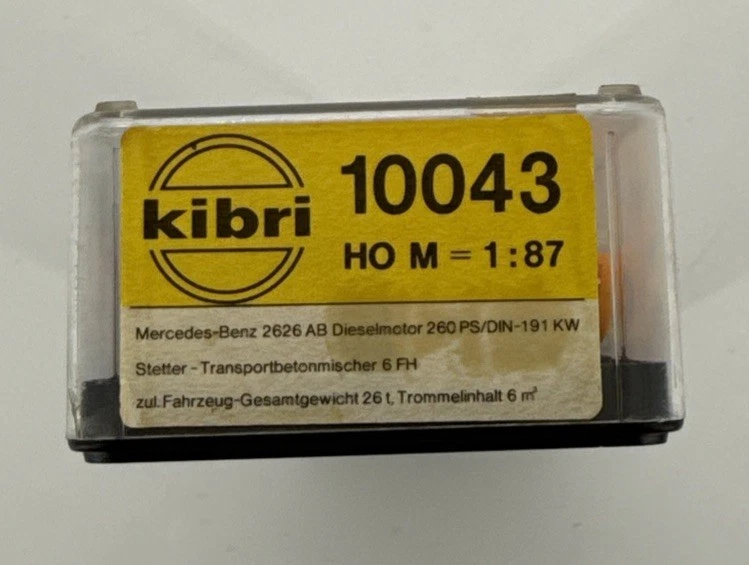 kibri
10043
HO M = 1:87
Mercedes-Benz 2626 AB Dieselmotor 260 PS/DIN-191 KW
Stetter - Transportbetonmischer 6 FH
zul. Fahrzeug-Gesamtgewicht 26 t, Trommelinhalt 6 m³